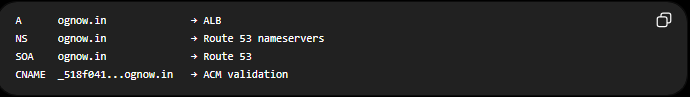 A ognow.in → ALB
NS ognow.in → Route 53 nameservers
SOA ognow.in → Route 53
CNAME _518f041...ognow.in → ACM validation